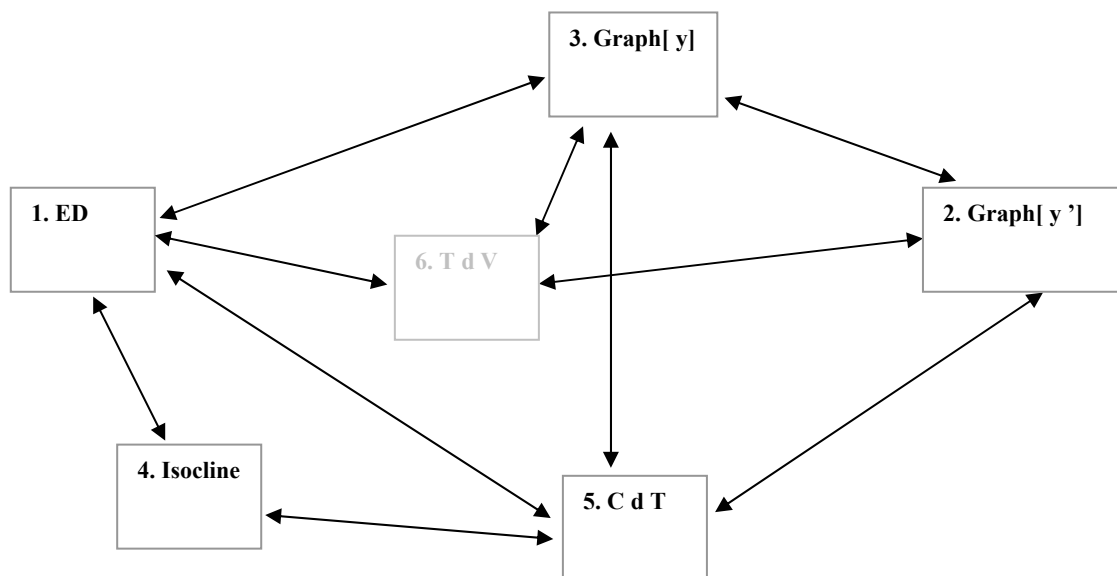 3. Graph[ y]
1. ED
2. Graph[ y ’]
6. T d V
4. Isocline
5. C d T